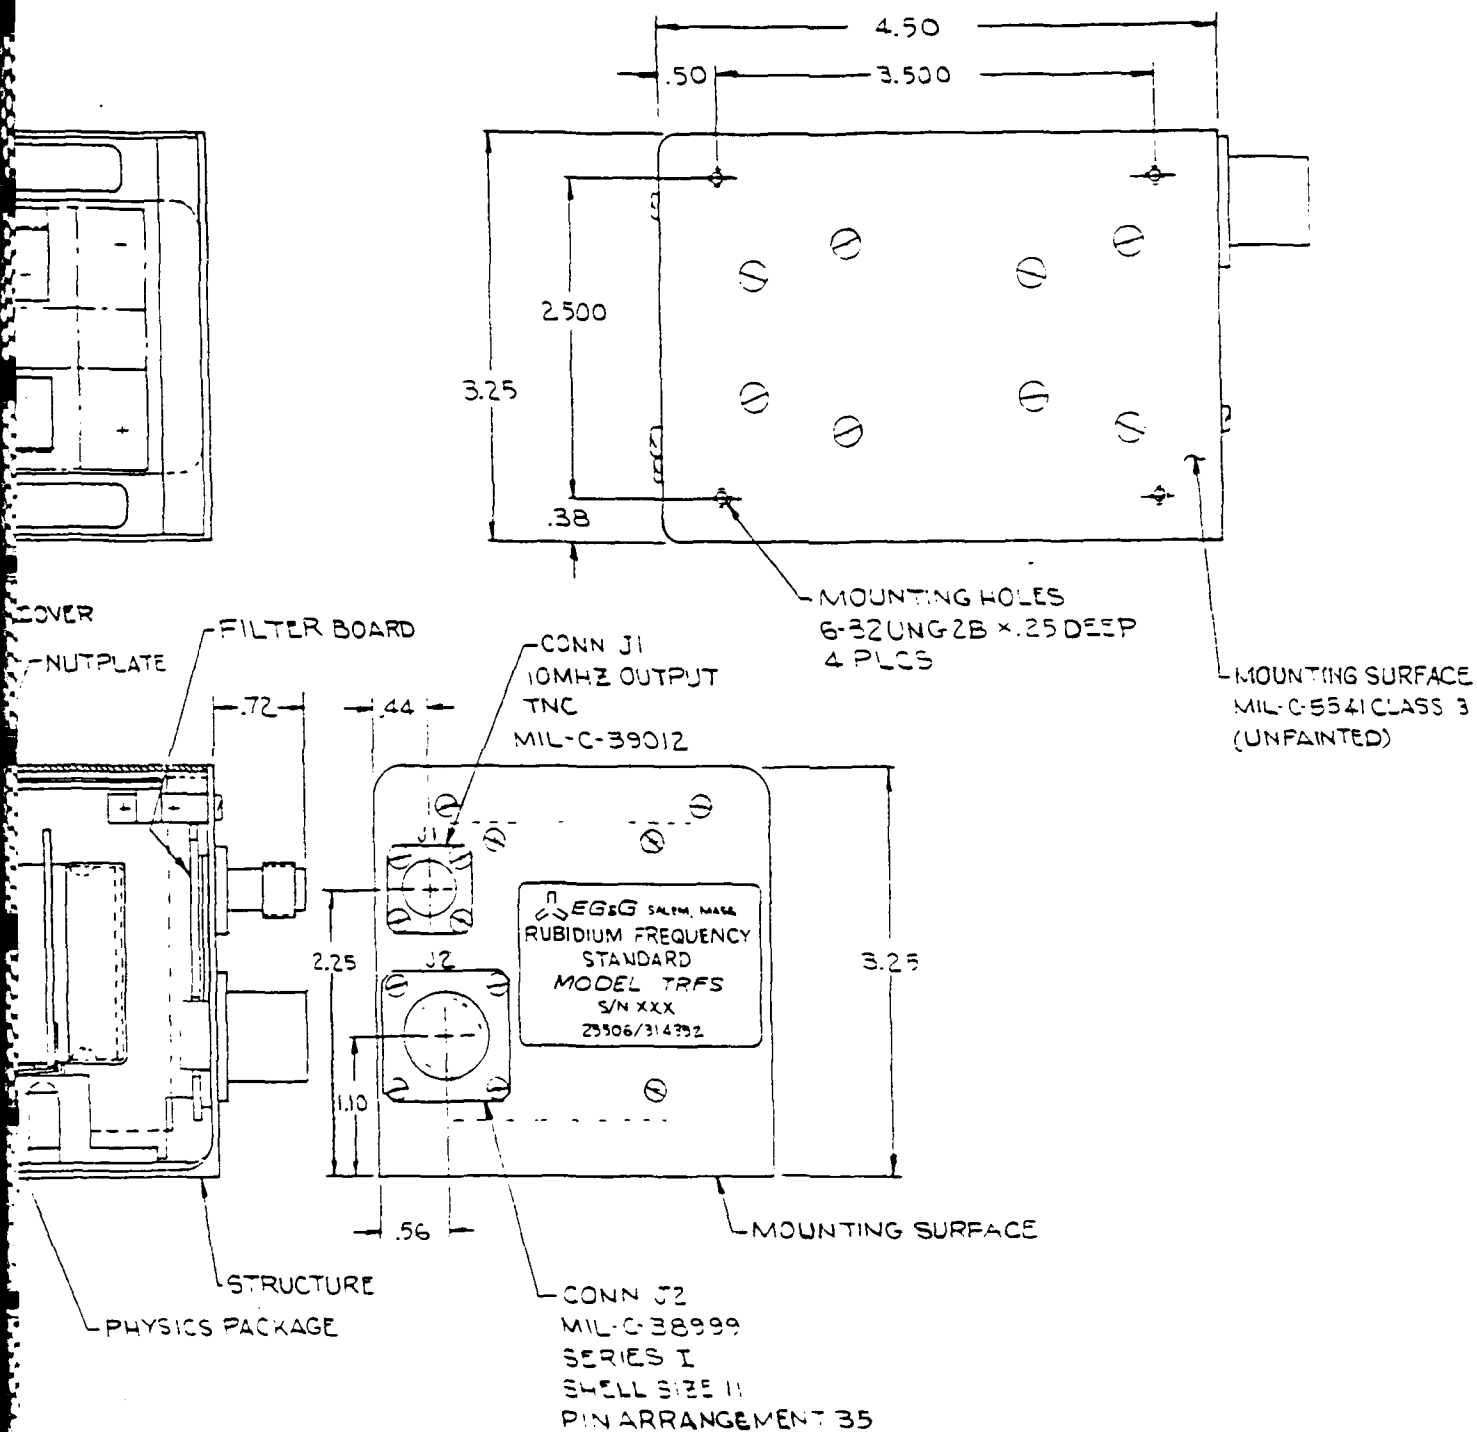 4.50
.50
3.500
2.500
3.25
.38
MOUNTING HOLES
6-32UNC-2B × .25 DEEP
4 PLCS
MOUNTING SURFACE
MIL-C-5541 CLASS 3
(UNPAINTED)
COVER
NUTPLATE
FILTER BOARD
CONN J1
10MHZ OUTPUT
TNC
MIL-C-39012
.72
.44
J1
2.25
J2
1.10
EG&G SALEM, MASS
RUBIDIUM FREQUENCY
STANDARD
MODEL TRFS
S/N XXX
3.25
.56
MOUNTING SURFACE
STRUCTURE
PHYSICS PACKAGE
CONN J2
MIL-C-38999
SERIES I
SHELL SIZE 11
PIN ARRANGEMENT 35